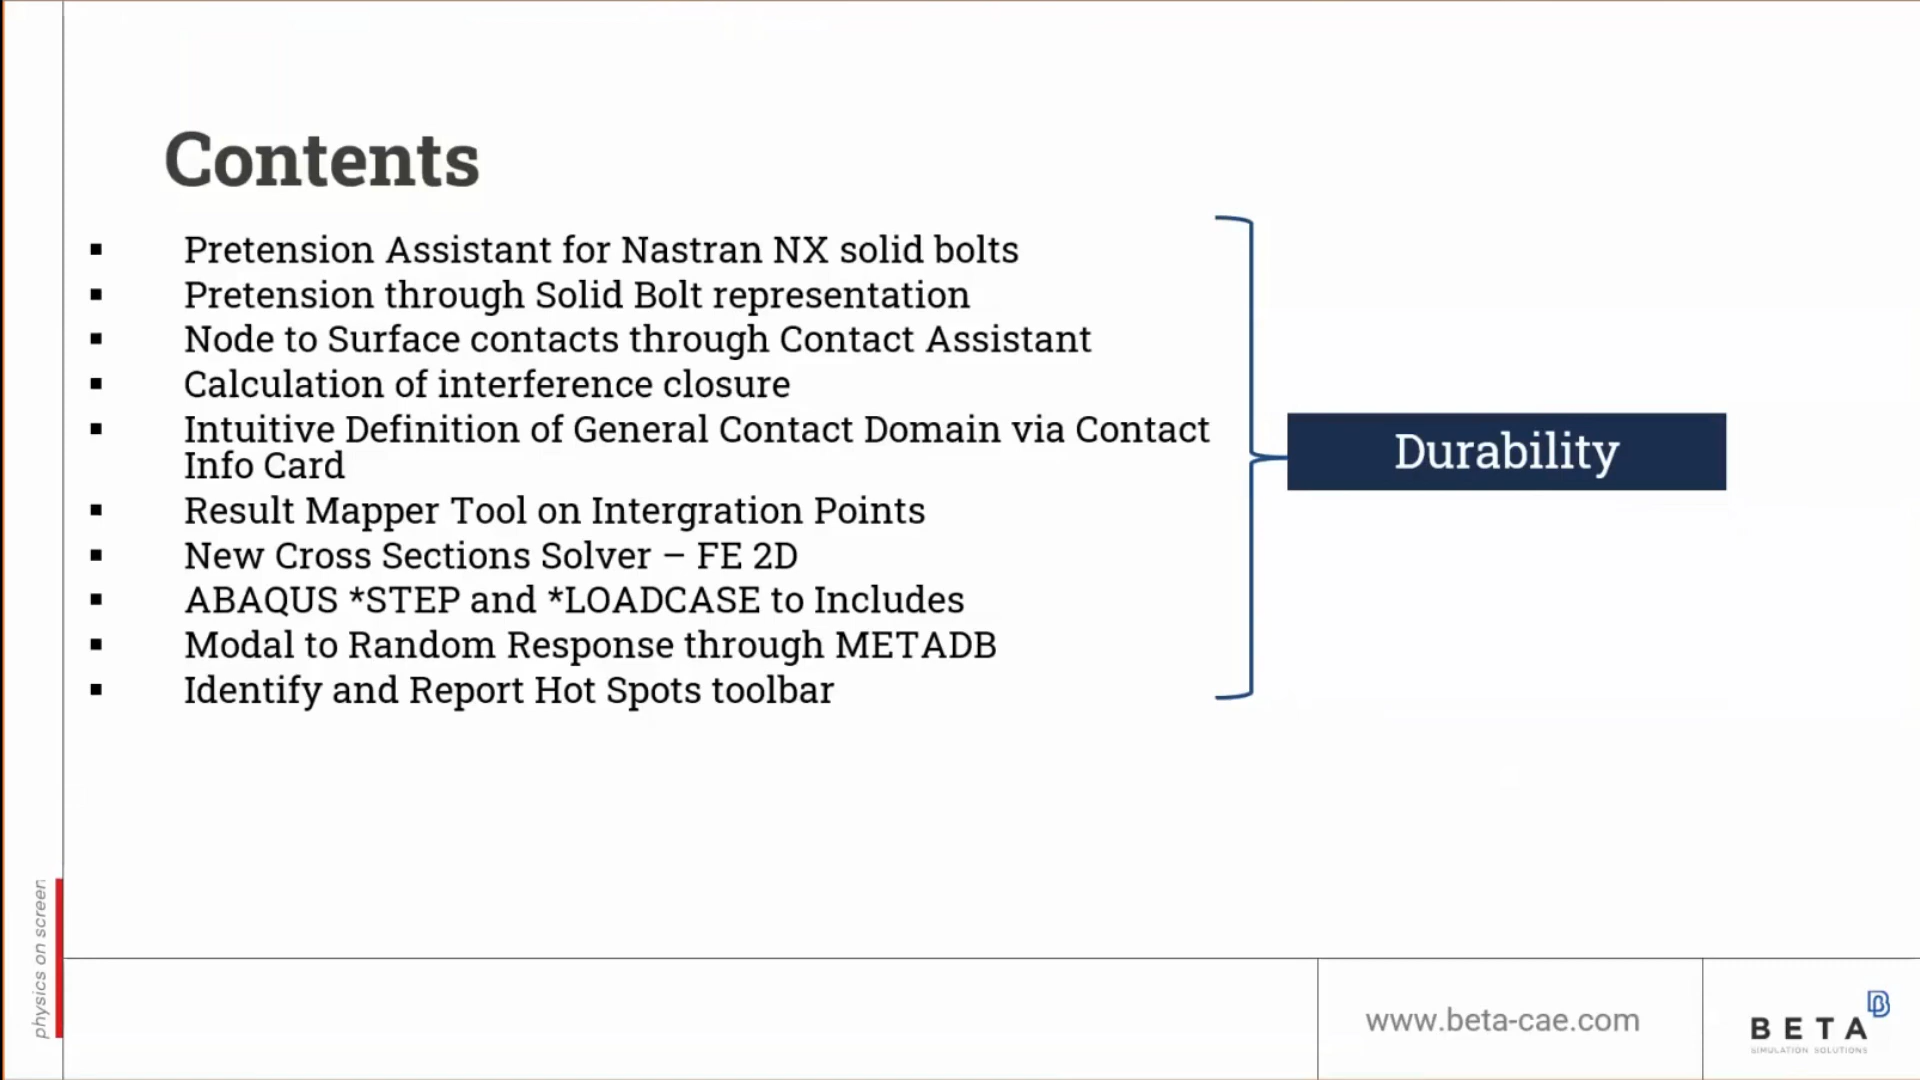 Contents
▪ Pretension Assistant for Nastran NX solid bolts
▪ Pretension through Solid Bolt representation
▪ Node to Surface contacts through Contact Assistant
▪ Calculation of interference closure
▪ Intuitive Definition of General Contact Domain via Contact
Info Card
▪ Result Mapper Tool on Intergration Points
▪ New Cross Sections Solver – FE 2D
▪ ABAQUS *STEP and *LOADCASE to Includes
▪ Modal to Random Response through METADB
▪ Identify and Report Hot Spots toolbar
Durability
physics on screen
www.beta-cae.com
BETA
SIMULATION SOLUTIONS